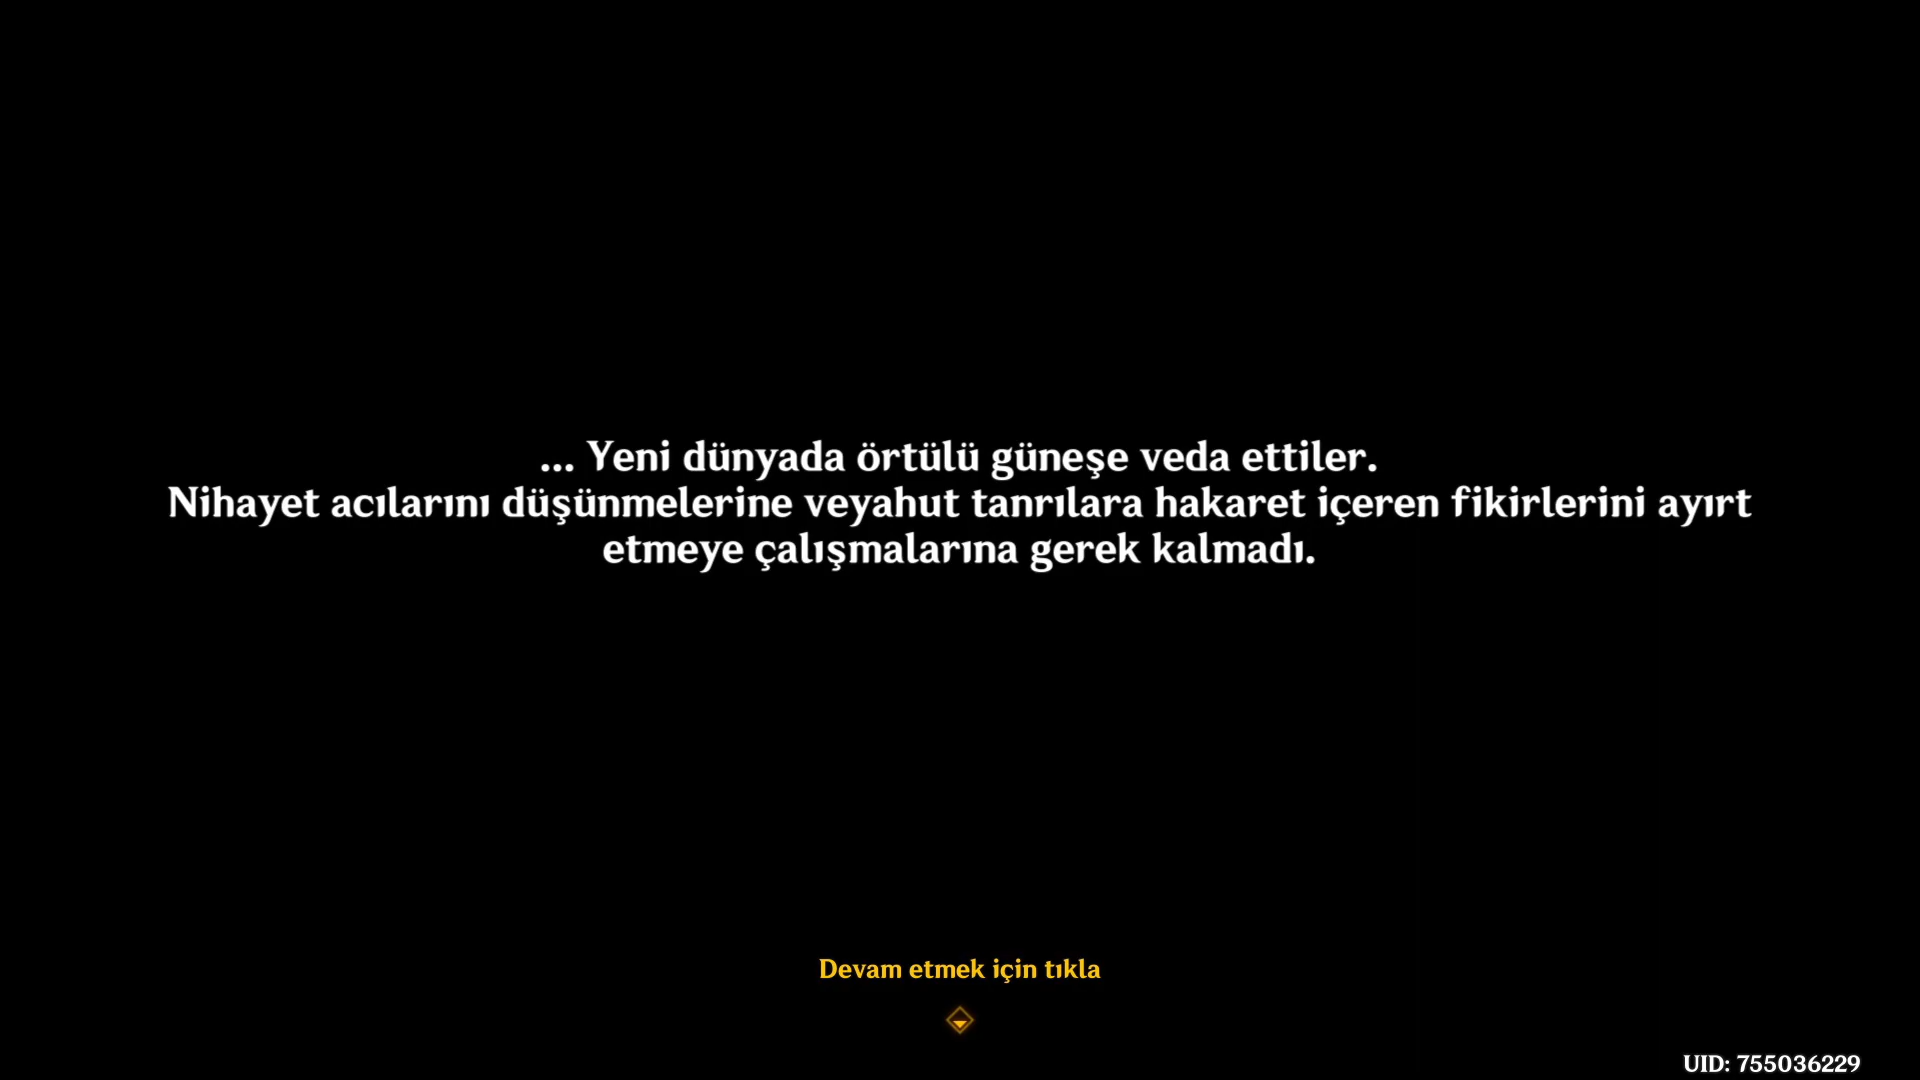 ... Yeni dünyada örtülü güneşe veda ettiler.
Nihayet acılarını düşünmelerine veyahut tanrılara hakaret içeren fikirlerini ayırt
etmeye çalışmalarına gerek kalmadı.
Devam etmek için tıkla
UID: 755036229